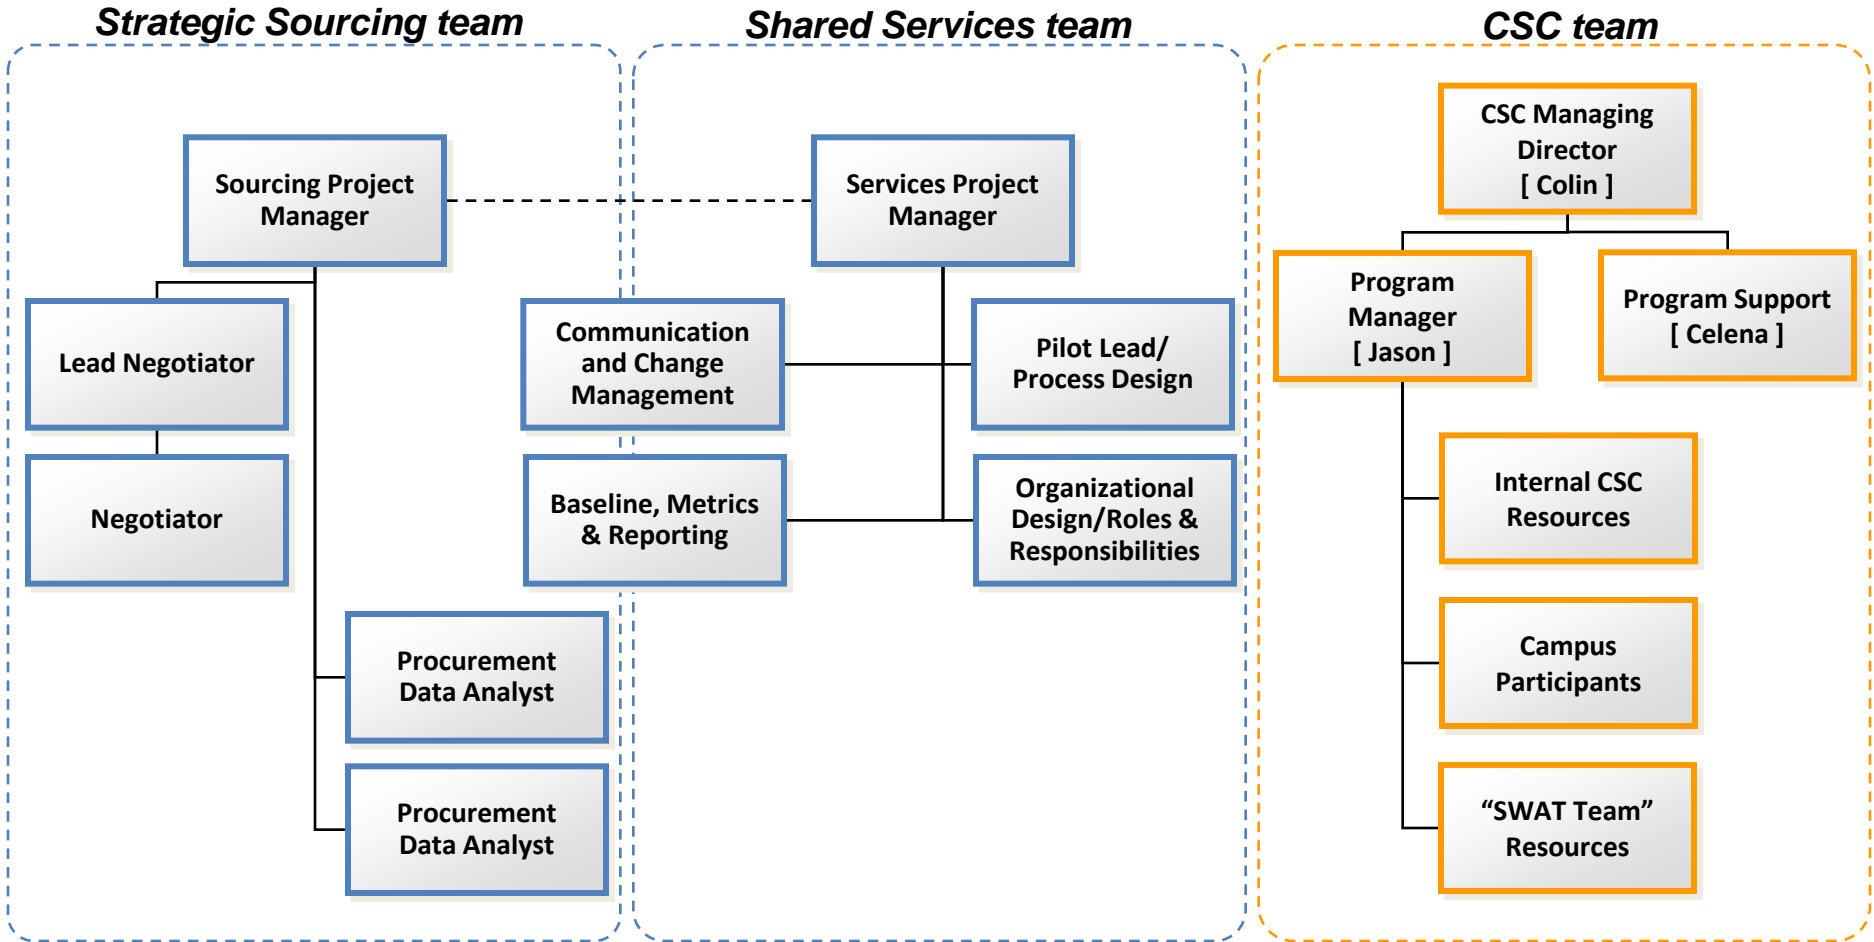 Strategic Sourcing team
Shared Services team
CSC team
Sourcing Project
Manager
Lead Negotiator
Negotiator
Procurement
Data Analyst
Procurement
Data Analyst
Services Project
Manager
Communication
and Change
Management
Pilot Lead/
Process Design
Baseline, Metrics
& Reporting
Organizational
Design/Roles &
Responsibilities
CSC Managing
Director
[ Colin ]
Program
Manager
[ Jason ]
Program Support
[ Celena ]
Internal CSC
Resources
Campus
Participants
“SWAT Team”
Resources